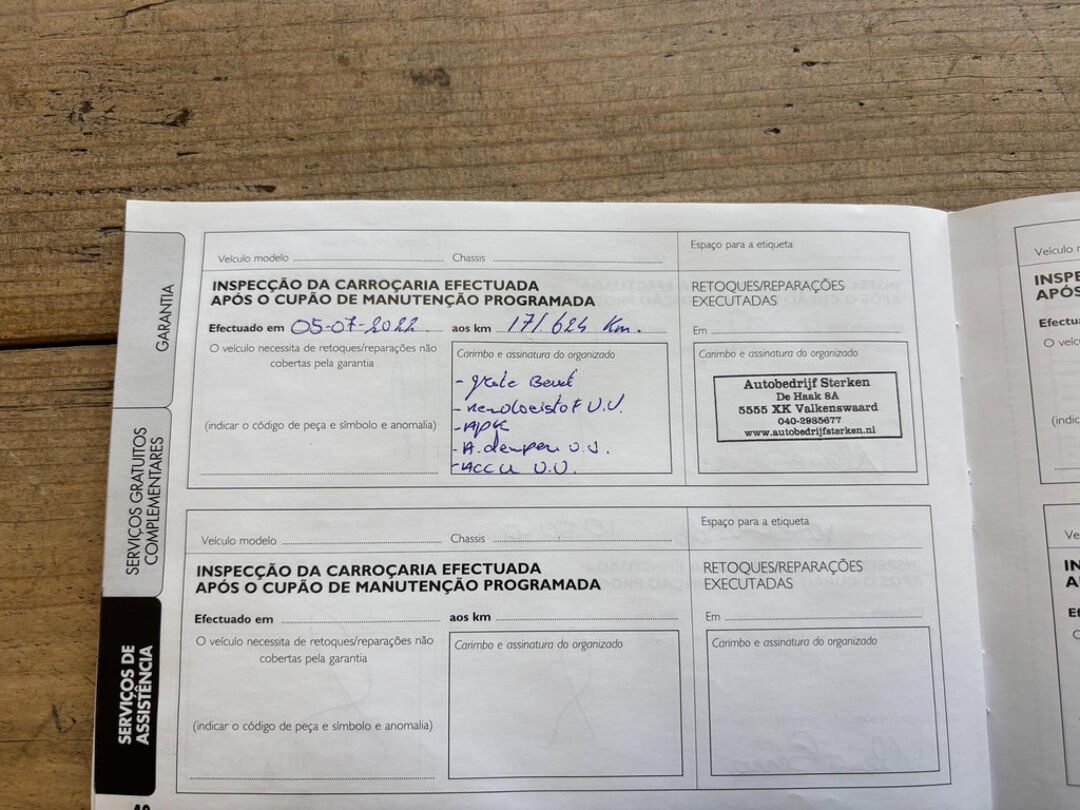 GARANTIA
SERVIÇOS GRATUITOS
COMPLEMENTARES
SERVIÇOS DE
ASSISTÊNCIA
Veículo modelo
Chassis
Espaço para a etiqueta
INSPECÇÃO DA CARROÇARIA EFECTUADA
APÓS O CUPÃO DE MANUTENÇÃO PROGRAMADA
RETOQUES/REPARAÇÕES
EXECUTADAS
Efectuado em 05-07-2022 aos km 171.624 Km.
Em
O veículo necessita de retoques/reparações não
cobertas pela garantia
(indicar o código de peça e símbolo e anomalia)
Carimbo e assinatura do organizado
- grote Beurt
- Remvloeistof V.V.
- APK
- A. dempers V.V.
- ACCU V.V.
Carimbo e assinatura do organizado
Autobedrijf Sterken
De Haak 8A
5555 XK Valkenswaard
040-2985677
www.autobedrijfsterken.nl
Veículo modelo
Chassis
Espaço para a etiqueta
INSPECÇÃO DA CARROÇARIA EFECTUADA
APÓS O CUPÃO DE MANUTENÇÃO PROGRAMADA
RETOQUES/REPARAÇÕES
EXECUTADAS
Efectuado em
aos km
Em
O veículo necessita de retoques/reparações não
cobertas pela garantia
(indicar o código de peça e símbolo e anomalia)
Carimbo e assinatura do organizado
Carimbo e assinatura do organizado